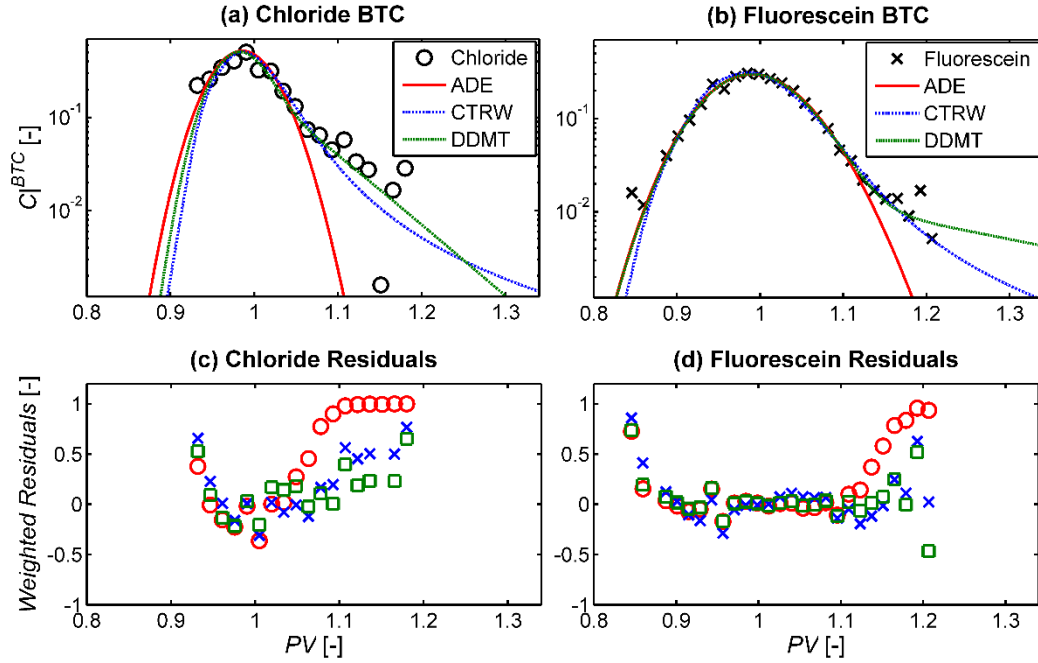 (a) Chloride BTC
(b) Fluorescein BTC
C|^BTC [-]
10^-1
10^-2
Chloride
ADE
CTRW
DDMT
0.8 0.9 1 1.1 1.2 1.3
10^-1
10^-2
Fluorescein
ADE
CTRW
DDMT
0.8 0.9 1 1.1 1.2 1.3
(c) Chloride Residuals
(d) Fluorescein Residuals
Weighted Residuals [-]
1
0.5
0
-0.5
-1
0.8 0.9 1 1.1 1.2 1.3
PV [-]
1
0.5
0
-0.5
-1
0.8 0.9 1 1.1 1.2 1.3
PV [-]